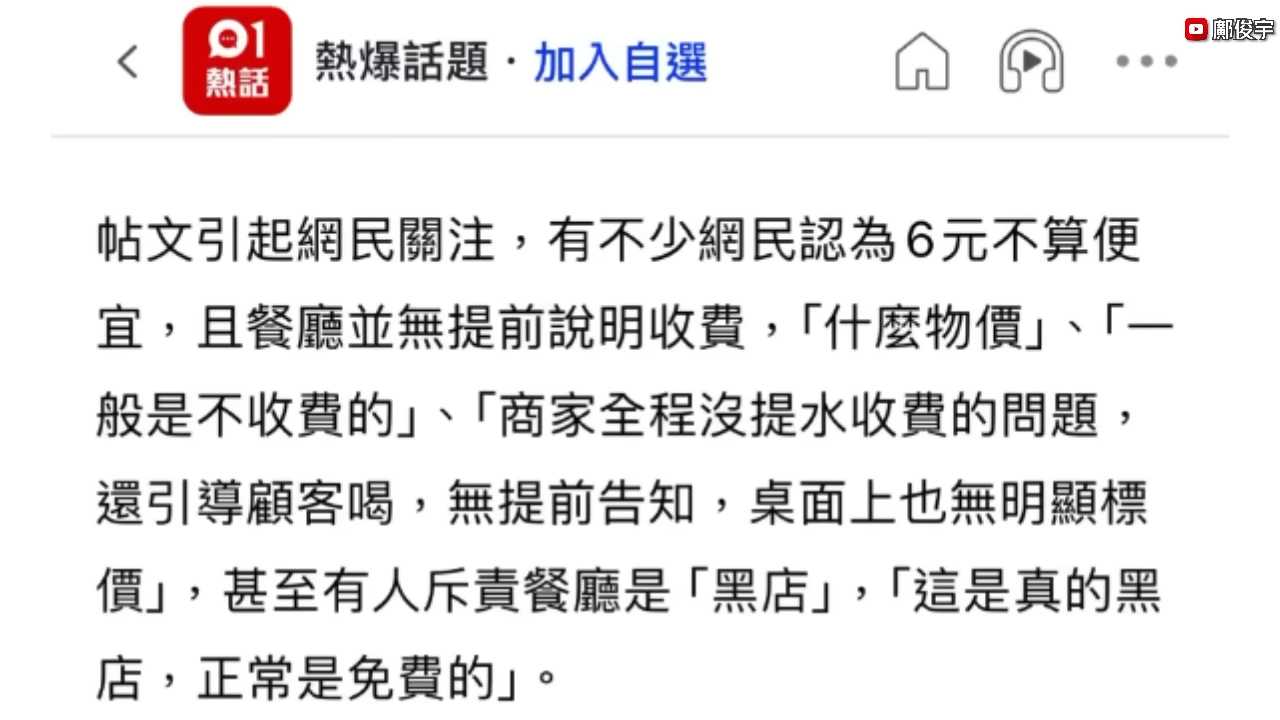 鄺俊宇
01
熱話
熱爆話題·加入自選
帖文引起網民關注，有不少網民認為6元不算便
宜，且餐廳並無提前說明收費，「什麼物價」、「一
般是不收費的」、「商家全程沒提水收費的問題，
還引導顧客喝，無提前告知，桌面上也無明顯標
價」，甚至有人斥責餐廳是「黑店」，「這是真的黑
店，正常是免費的」。